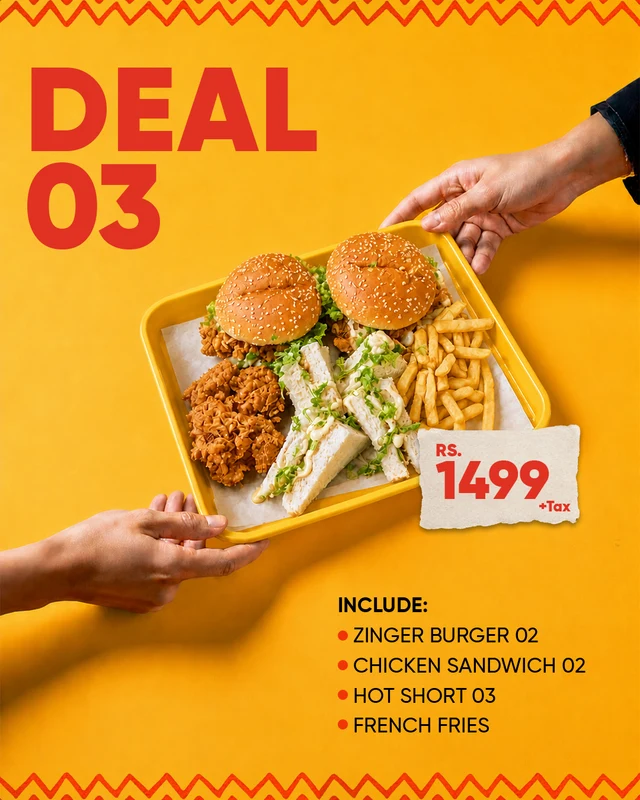 DEAL
03
RS.
1499
+Tax
INCLUDE:
ZINGER BURGER 02
CHICKEN SANDWICH 02
HOT SHORT 03
FRENCH FRIES